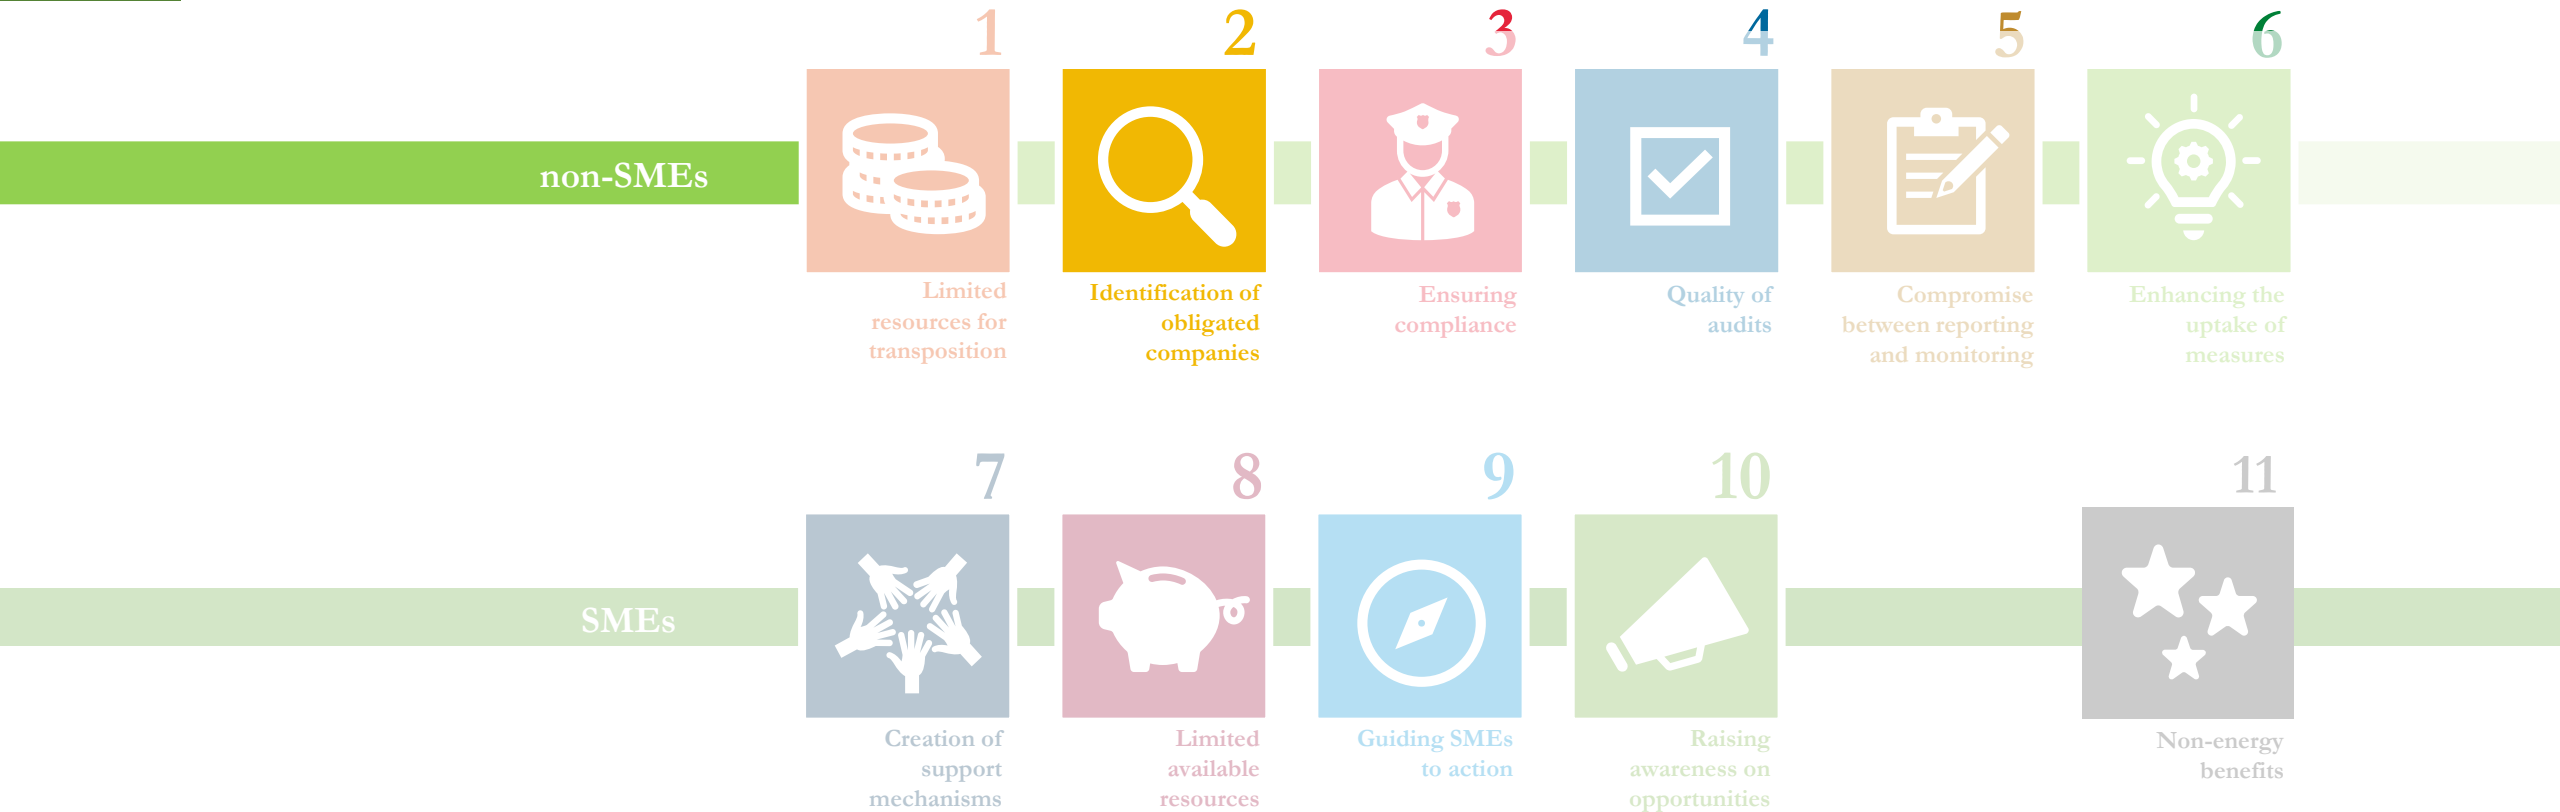 1
2
3
4
5
6
non-SMEs
Limited
resources for
transposition
Identification of
obligated
companies
Ensuring
compliance
Quality of
audits
Compromise
between reporting
and monitoring
Enhancing the
uptake of
measures
7
8
9
10
11
SMEs
Creation of
support
mechanisms
Limited
available
resources
Guiding SMEs
to action
Raising
awareness on
opportunities
Non-energy
benefits